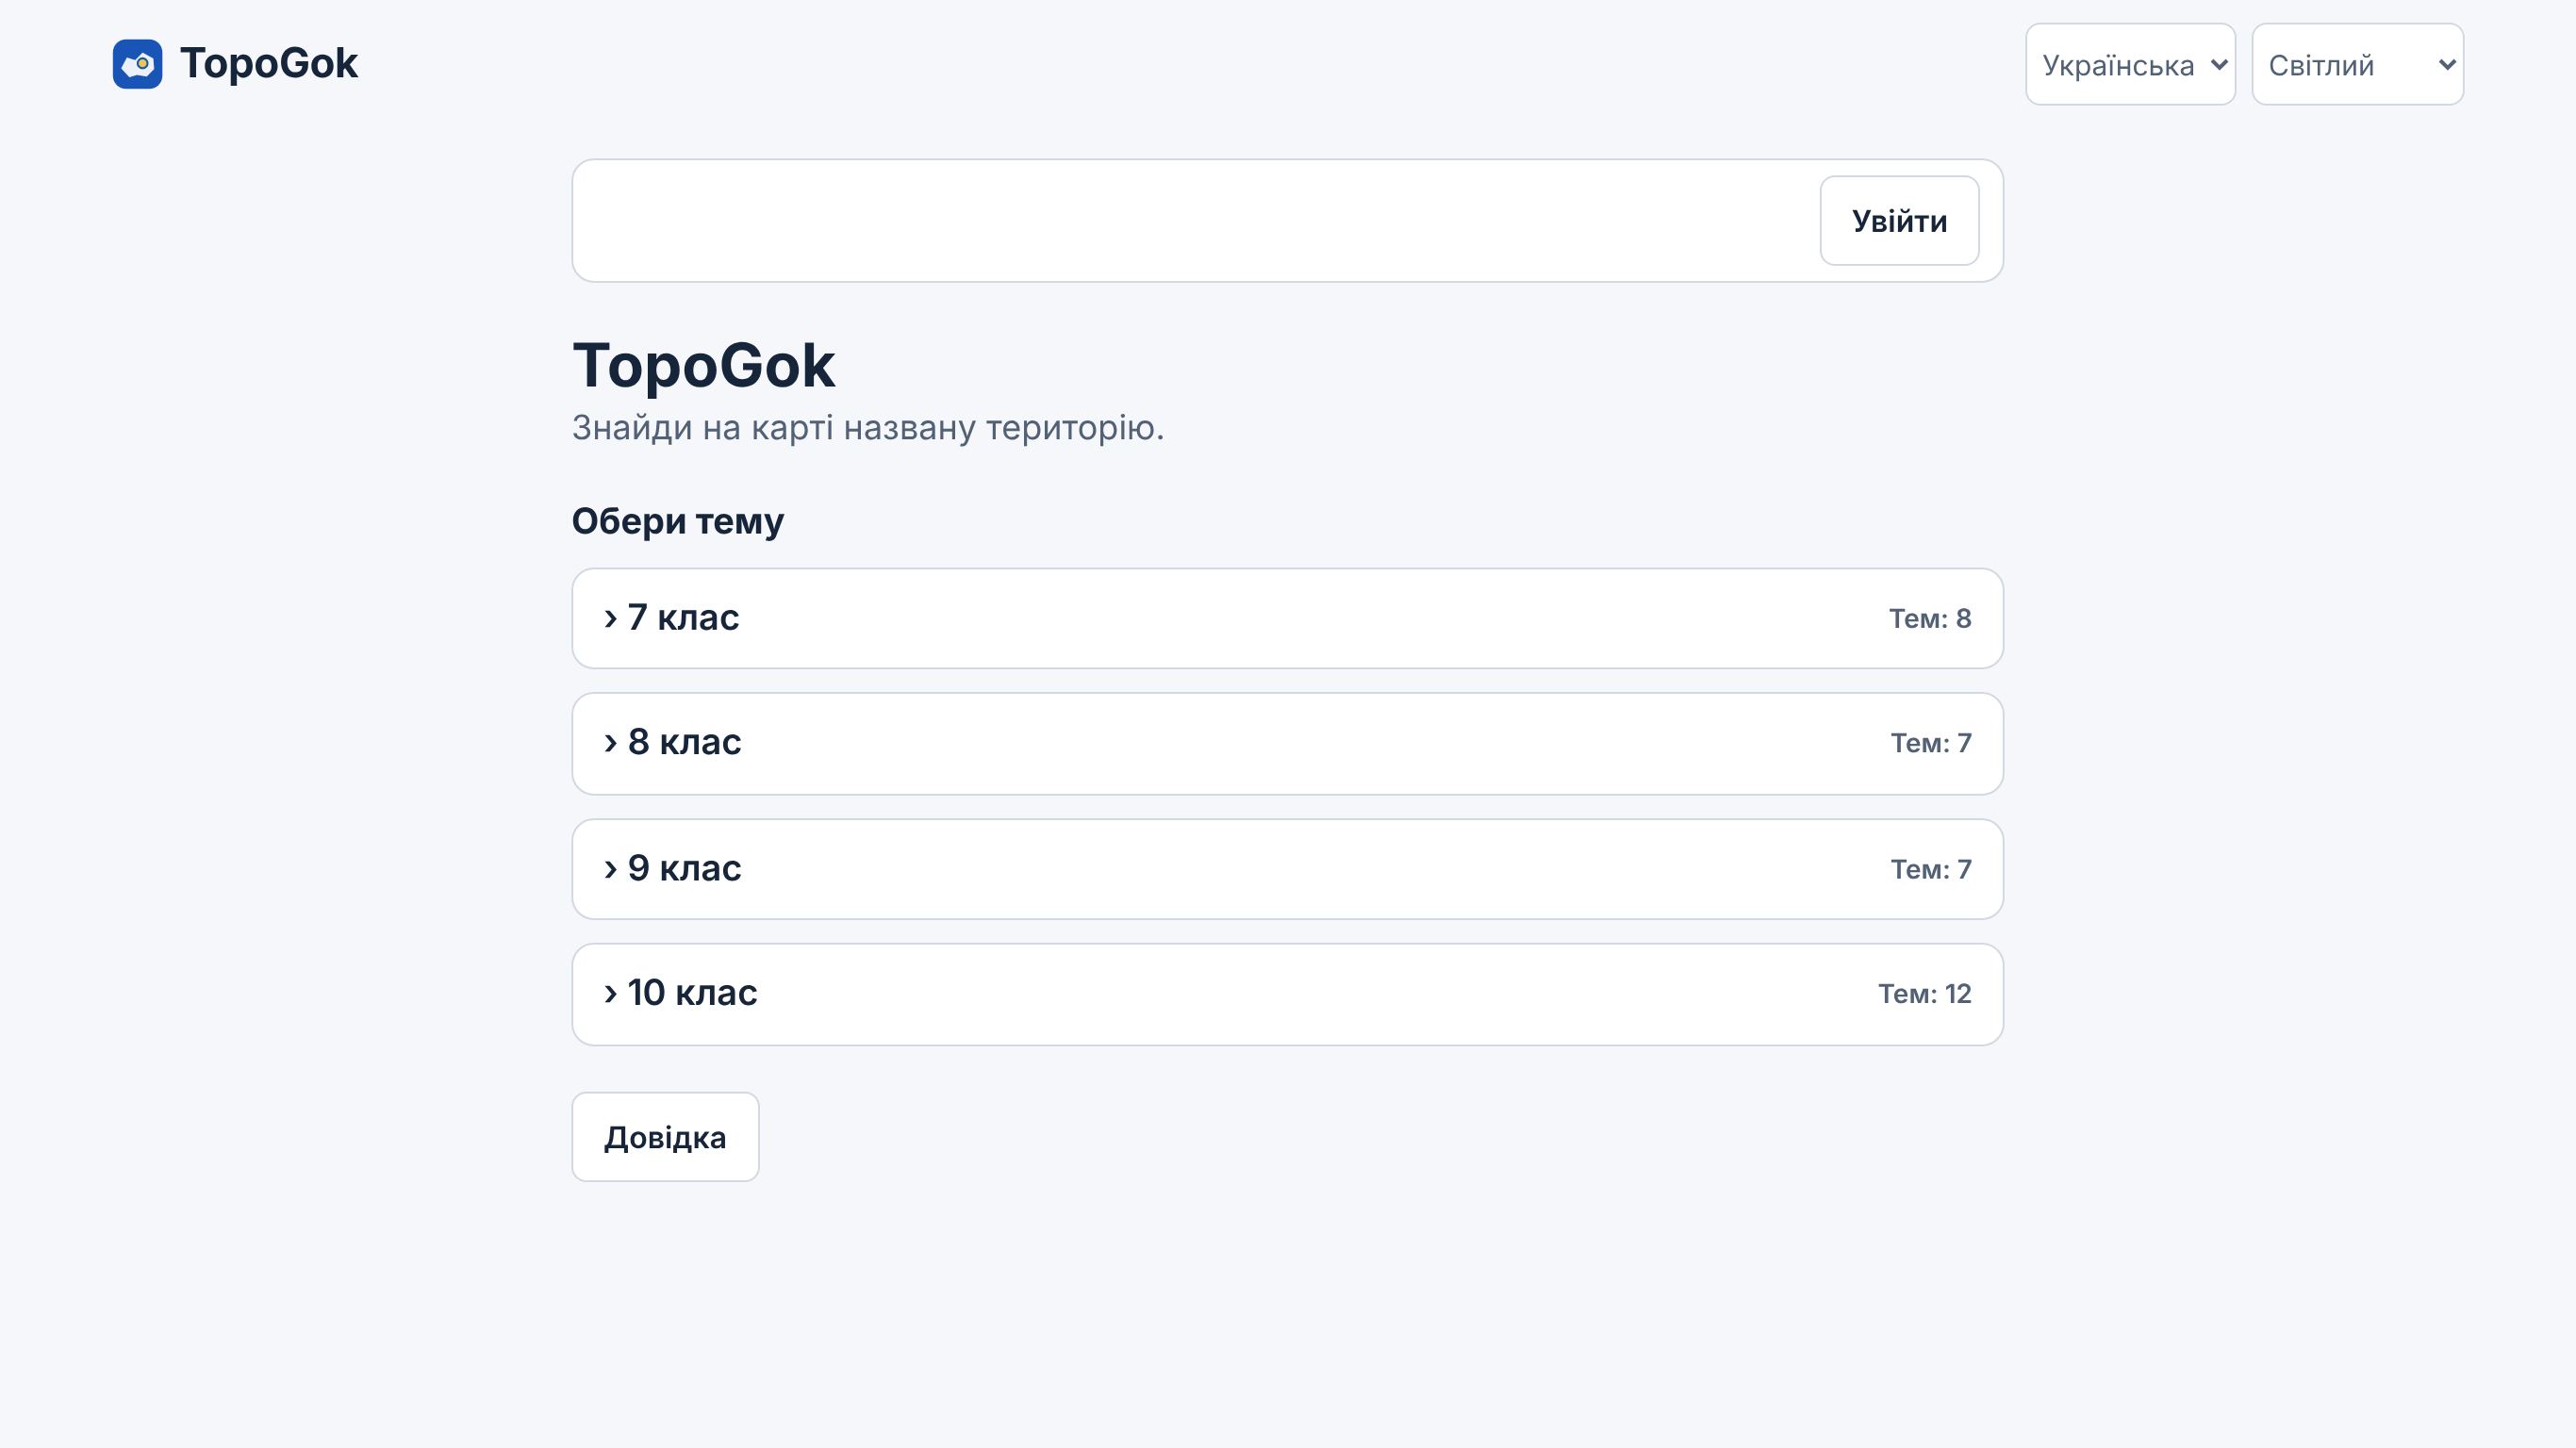 TopoGok
Українська
Світлий
Увійти
TopoGok
Знайди на карті названу територію.
Обери тему
› 7 клас
Тем: 8
› 8 клас
Тем: 7
› 9 клас
Тем: 7
› 10 клас
Тем: 12
Довідка